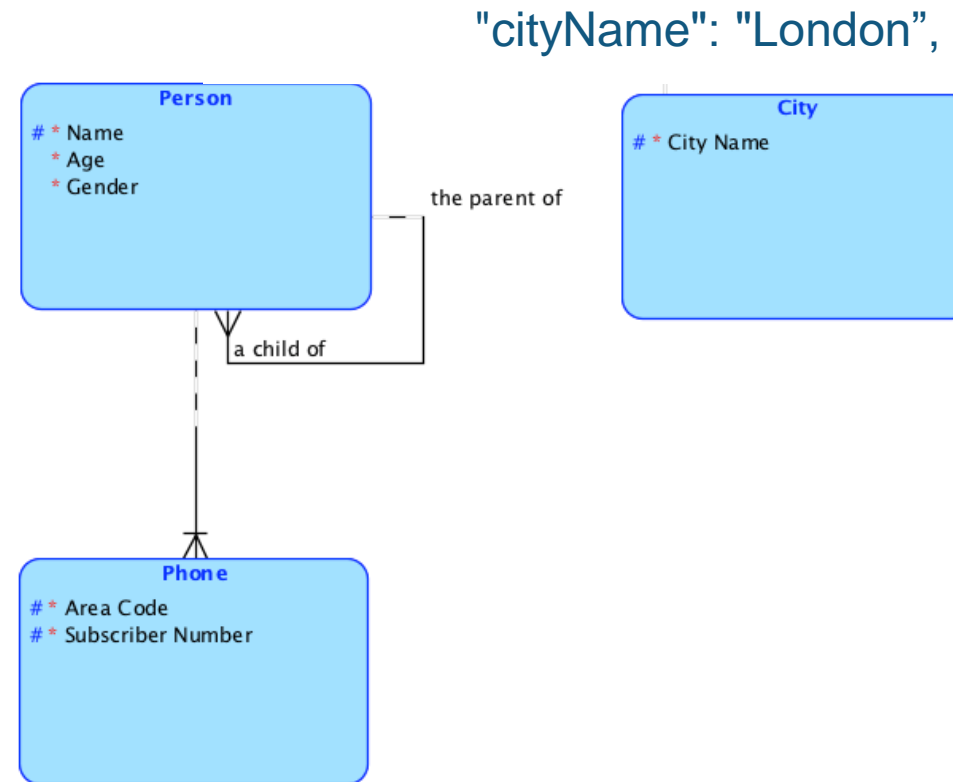 "cityName": "London”,
Person
# * Name
* Age
* Gender
the parent of
a child of
City
# * City Name
Phone
# * Area Code
# * Subscriber Number